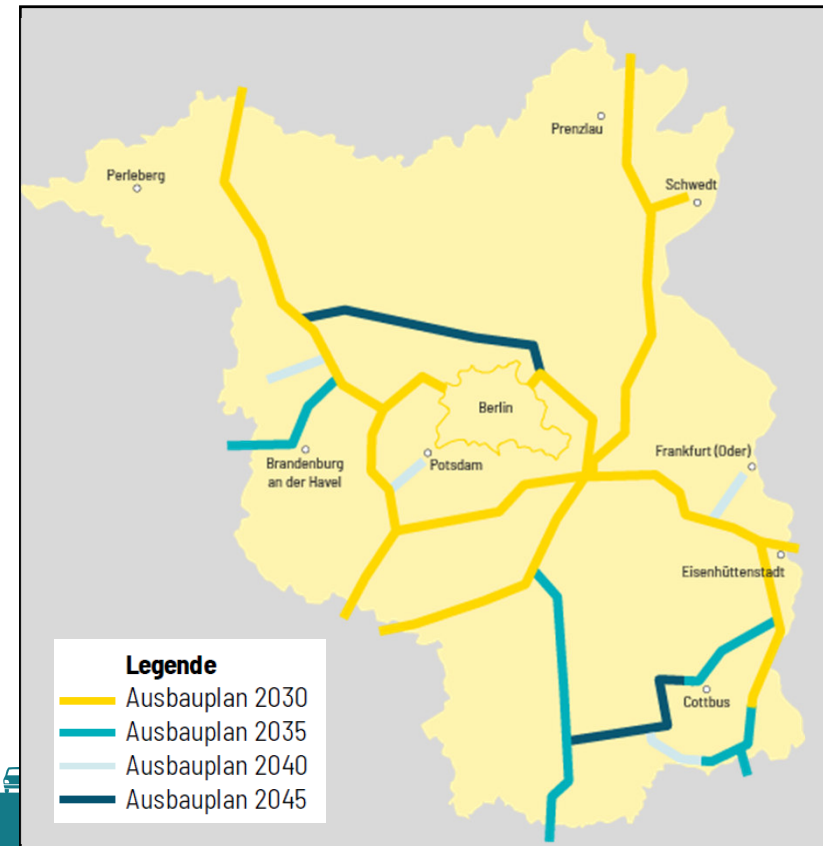 Prenzlau
Perleberg
Schwedt
Berlin
Frankfurt (Oder)
Brandenburg
an der Havel
Potsdam
Eisenhüttenstadt
Cottbus
Legende
Ausbauplan 2030
Ausbauplan 2035
Ausbauplan 2040
Ausbauplan 2045